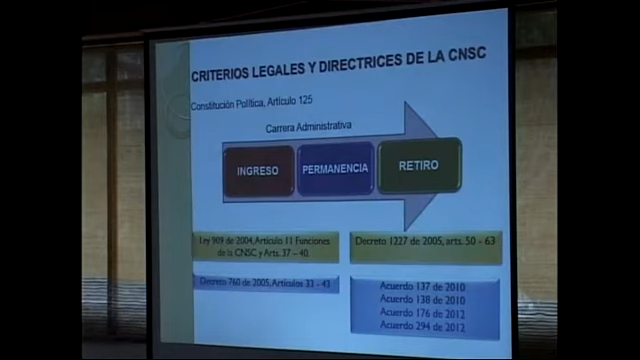 CRITERIOS LEGALES Y DIRECTRICES DE LA CNSC
Constitución Política, Artículo 125
Carrera Administrativa
INGRESO
PERMANENCIA
RETIRO
Ley 909 de 2004, Artículo 11 Funciones
de la CNSC y Arts. 37 – 40.
Decreto 1227 de 2005, arts. 50 – 63
Decreto 760 de 2005, Artículos 33 – 43
Acuerdo 137 de 2010
Acuerdo 138 de 2010
Acuerdo 176 de 2012
Acuerdo 294 de 2012